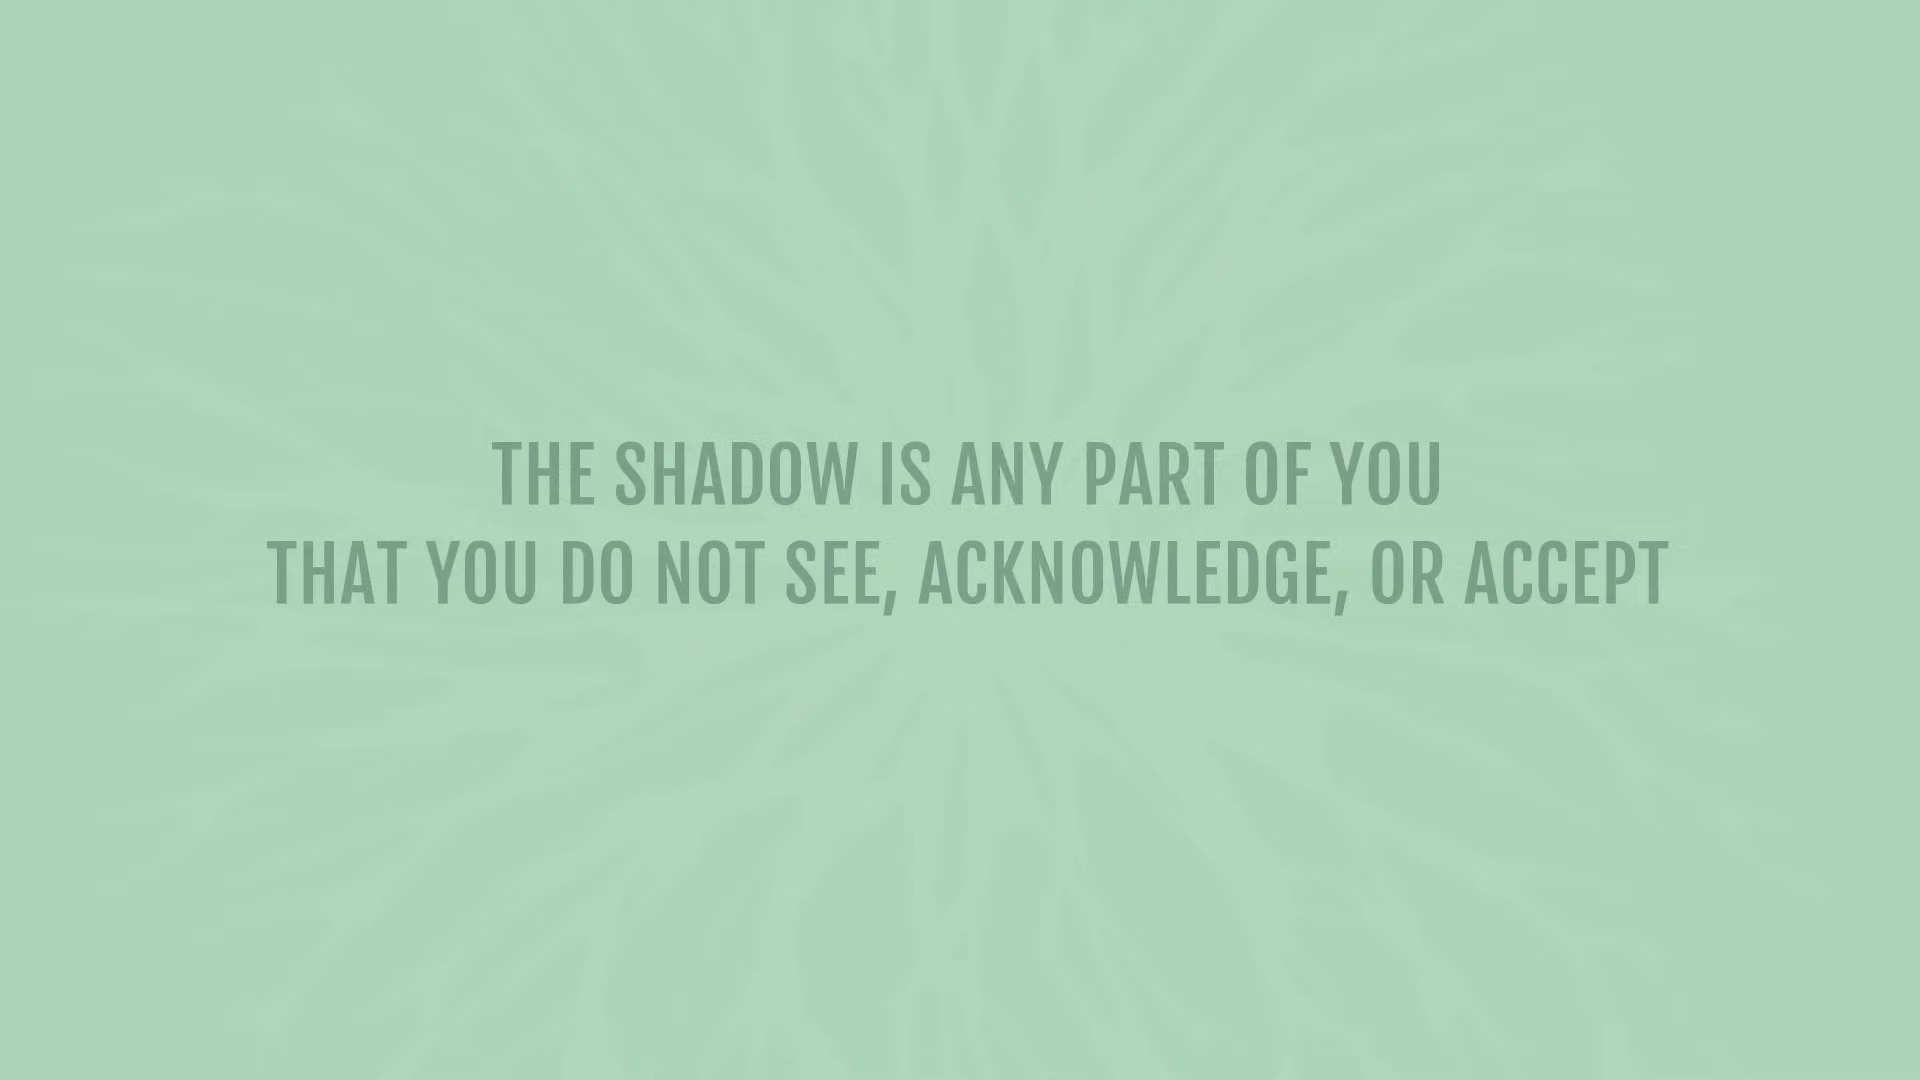 THE SHADOW IS ANY PART OF YOU
THAT YOU DO NOT SEE, ACKNOWLEDGE, OR ACCEPT